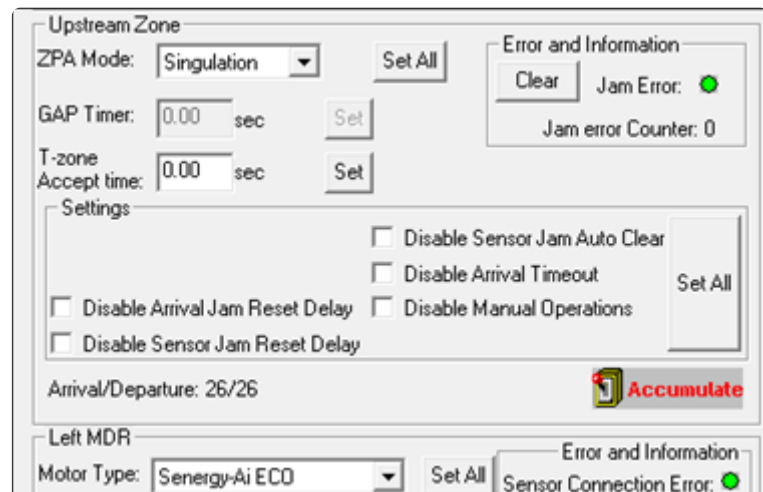 Upstream Zone
ZPA Mode: Singulation Set All
Error and Information
Clear Jam Error:
GAP Timer: 0.00 sec Set
Jam error Counter: 0
T-zone
Accept time: 0.00 sec Set
Settings
Disable Sensor Jam Auto Clear
Disable Arrival Timeout
Set All
Disable Arrival Jam Reset Delay Disable Manual Operations
Disable Sensor Jam Reset Delay
Arrival/Departure: 26/26 Accumulate
Left MDR
Error and Information
Motor Type: Senergy-Ai ECO Set All Sensor Connection Error: